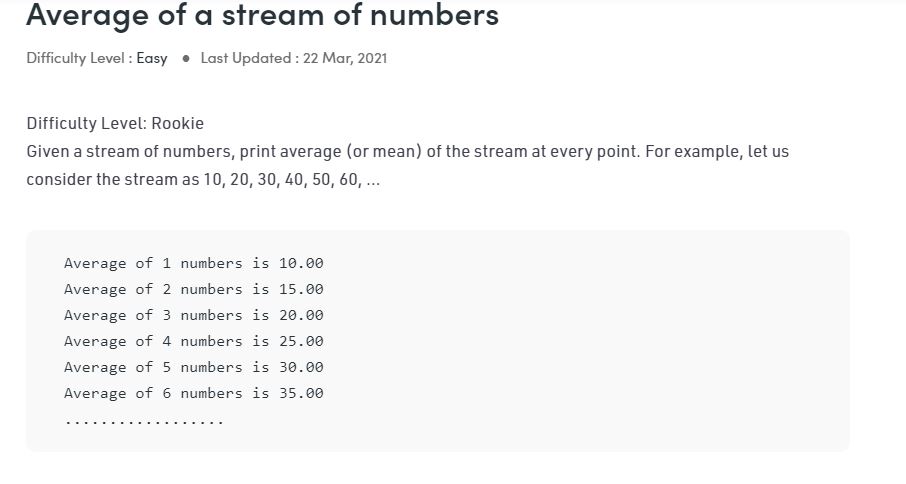 Average of a stream of numbers
Difficulty Level : Easy ● Last Updated : 22 Mar, 2021
Difficulty Level: Rookie
Given a stream of numbers, print average (or mean) of the stream at every point. For example, let us
consider the stream as 10, 20, 30, 40, 50, 60, …
Average of 1 numbers is 10.00
Average of 2 numbers is 15.00
Average of 3 numbers is 20.00
Average of 4 numbers is 25.00
Average of 5 numbers is 30.00
Average of 6 numbers is 35.00
..................